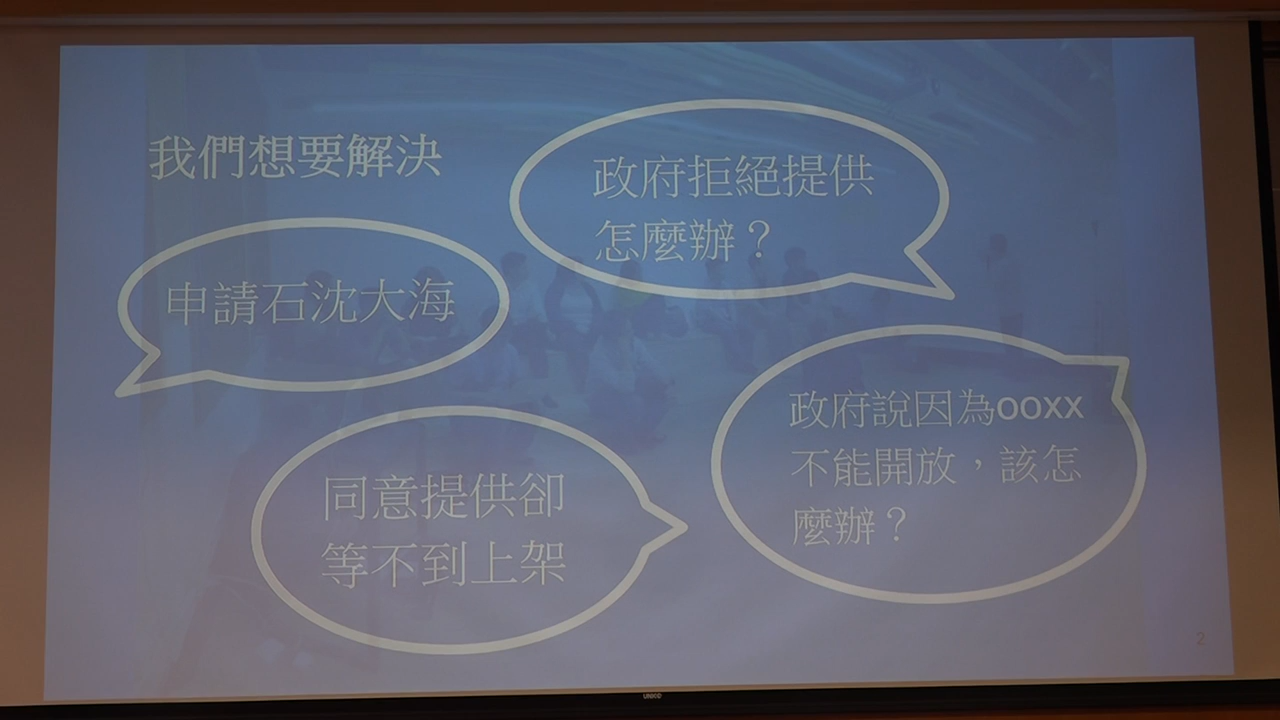 我們想要解決
政府拒絕提供
怎麼辦？
申請石沈大海
政府說因為ooxx
不能開放，該怎
麼辦？
同意提供卻
等不到上架
2